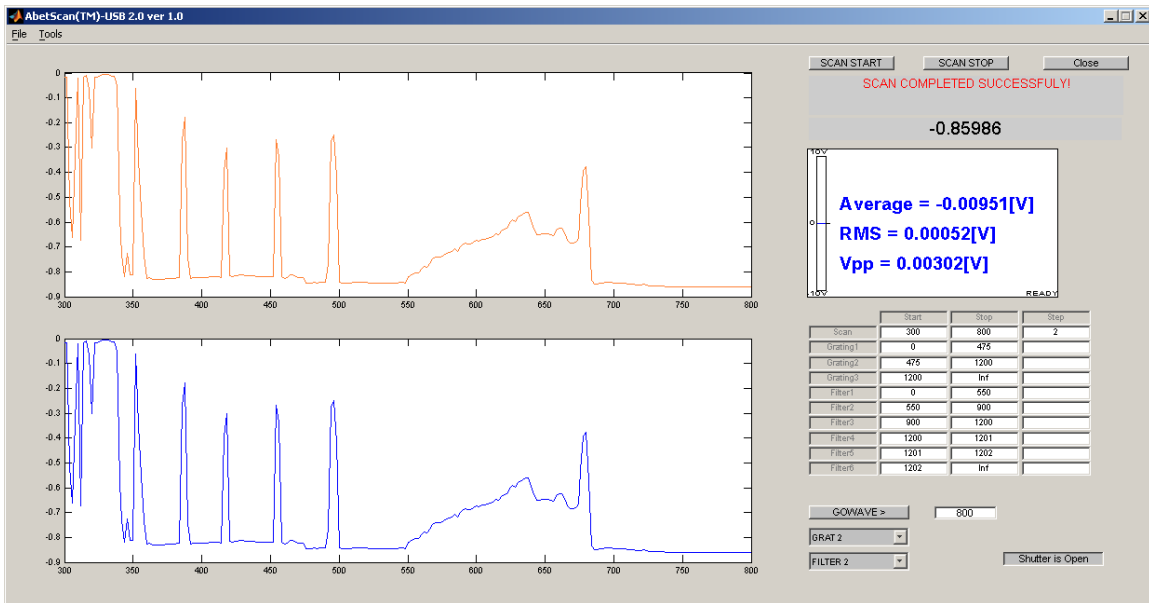 AbetScan(TM)-USB 2.0 ver 1.0
File Tools
SCAN START SCAN STOP Close
SCAN COMPLETED SUCCESSFULY!
-0.85986
0
-0.1
-0.2
-0.3
-0.4
-0.5
-0.6
-0.7
-0.8
-0.9
300 350 400 450 500 550 600 650 700 750 800
10V
0
-10V
Average = -0.00951[V]
RMS = 0.00052[V]
Vpp = 0.00302[V]
READY
0
-0.1
-0.2
-0.3
-0.4
-0.5
-0.6
-0.7
-0.8
-0.9
300 350 400 450 500 550 600 650 700 750 800
Start Stop Step
Scan 300 800 2
Grating1 0 475
Grating2 475 1200
Grating3 1200 Inf
Filter1 0 550
Filter2 550 900
Filter3 900 1200
Filter4 1200 1201
Filter5 1201 1202
Filter6 1202 Inf
GOWAVE > 800
GRAT 2
FILTER 2
Shutter is Open